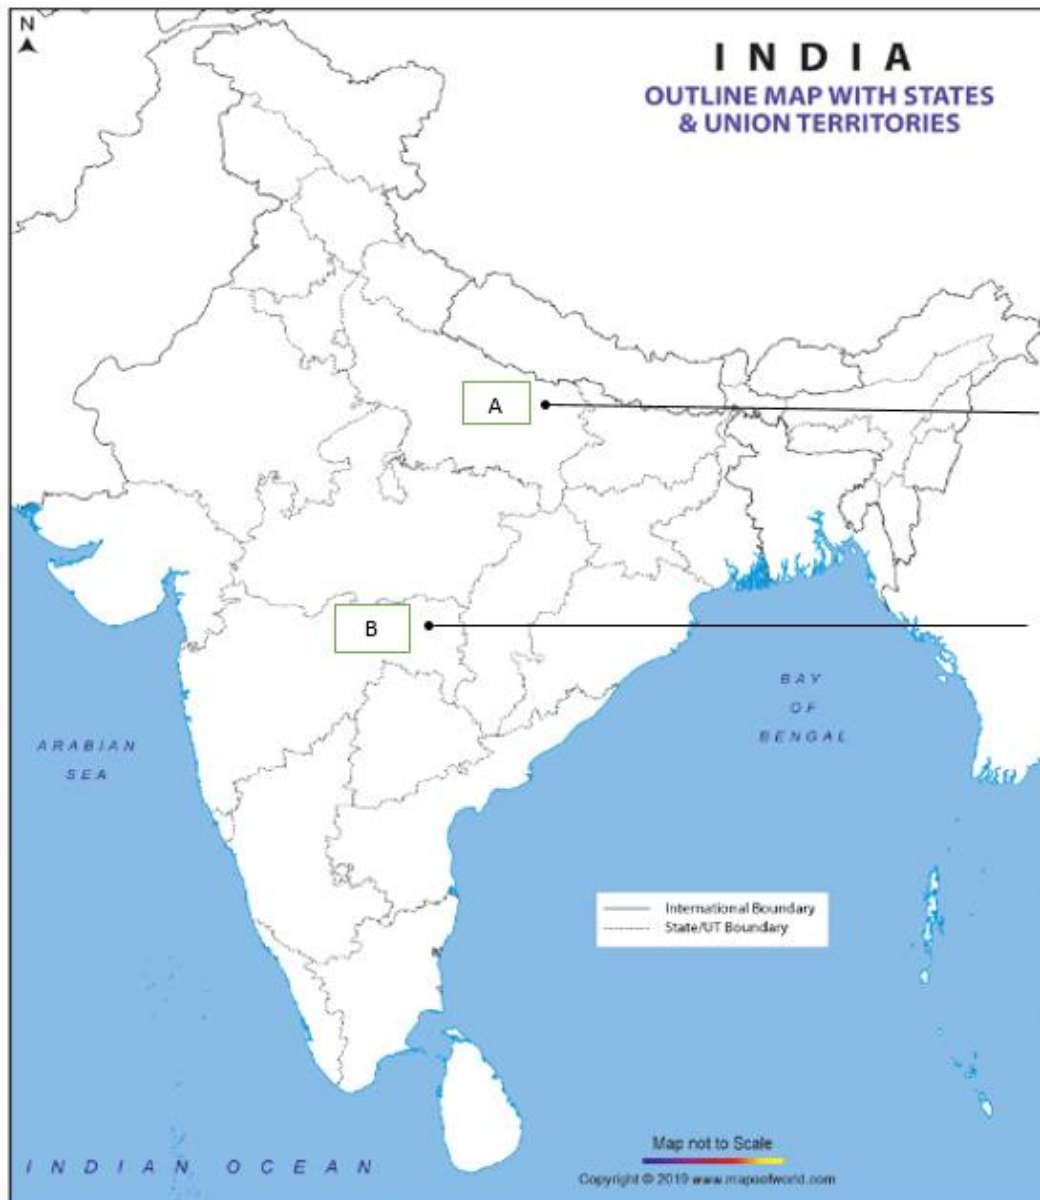 N
INDIA
OUTLINE MAP WITH STATES
& UNION TERRITORIES
A
B
BAY
OF
BENGAL
ARABIAN
SEA
International Boundary
State/UT Boundary
Map not to Scale
INDIAN OCEAN
Copyright © 2019 www.mapsofworld.com